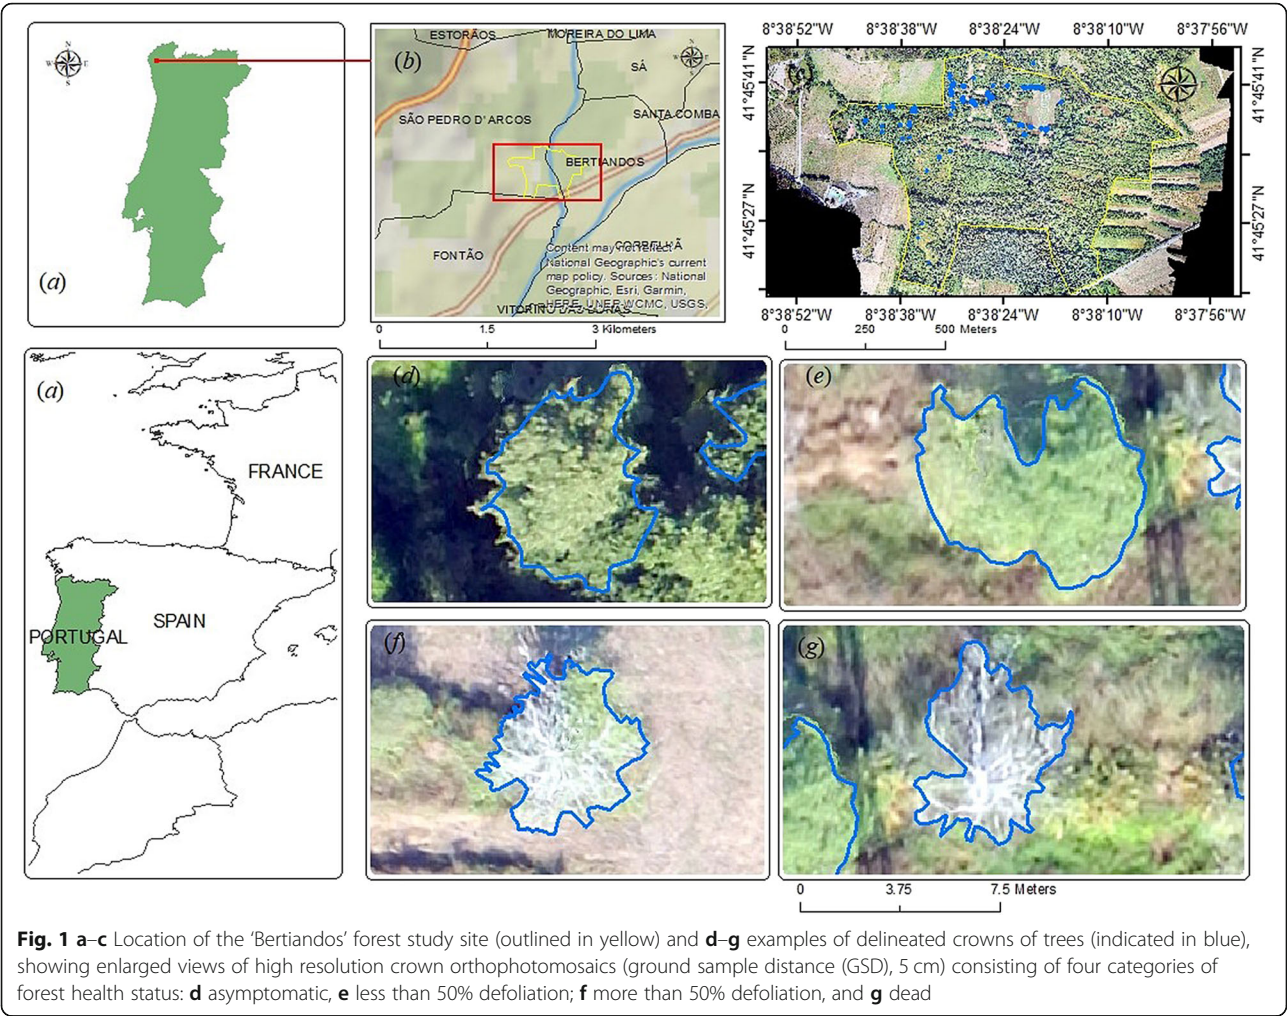 (a)
N
W
E
S
(b)
ESTORÃOS
MOREIRA DO LIMA
SÁ
SÃO PEDRO D'ARCOS
SANTA COMBA
BERTIANDOS
FONTÃO
CORRELHÃ
Content may not reflect
National Geographic's current
map policy. Sources: National
Geographic, Esri, Garmin,
HERE, UNEP-WCMC, USGS,
VITORINO DAS DONAS
0 1.5 3 Kilometers
8°38'52"W 8°38'38"W 8°38'24"W 8°38'10"W 8°37'56"W
(c)
41°45'41"N
41°45'27"N
41°45'41"N
41°45'27"N
8°38'52"W 8°38'38"W 8°38'24"W 8°38'10"W 8°37'56"W
0 250 500 Meters
(a)
FRANCE
SPAIN
PORTUGAL
(d)
(e)
(f)
(g)
0 3.75 7.5 Meters
Fig. 1 a–c Location of the ‘Bertiandos’ forest study site (outlined in yellow) and d–g examples of delineated crowns of trees (indicated in blue),
showing enlarged views of high resolution crown orthophotomosaics (ground sample distance (GSD), 5 cm) consisting of four categories of
forest health status: d asymptomatic, e less than 50% defoliation; f more than 50% defoliation, and g dead